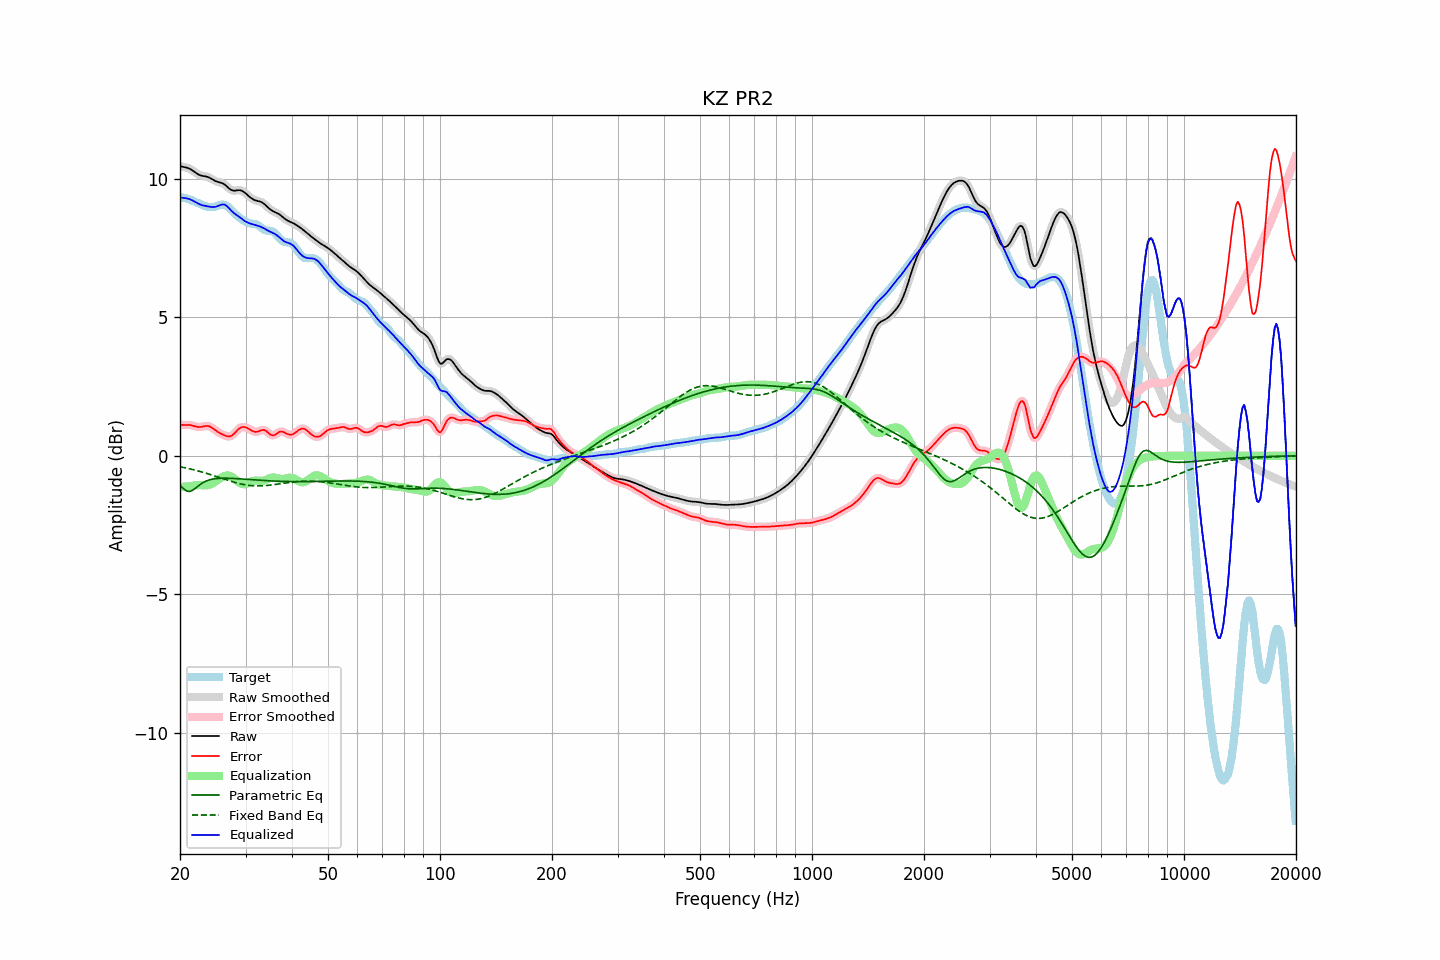 KZ PR2
Amplitude (dBr)
10
5
0
−5
−10
Target
Raw Smoothed
Error Smoothed
Raw
Error
Equalization
Parametric Eq
Fixed Band Eq
Equalized
20 50 100 200 500 1000 2000 5000 10000 20000
Frequency (Hz)